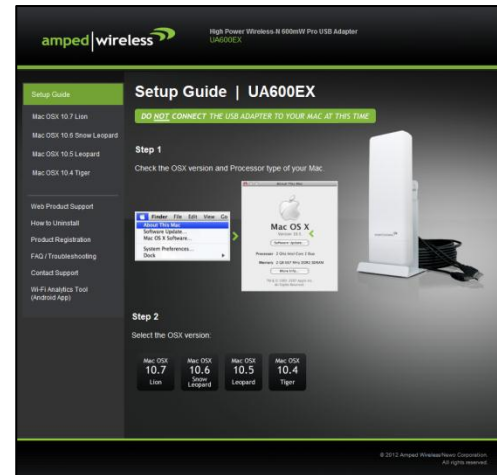 amped wireless
High Power Wireless-N 600mW Pro USB Adapter
UA600EX
Setup Guide
Mac OSX 10.7 Lion
Mac OSX 10.6 Snow Leopard
Mac OSX 10.5 Leopard
Mac OSX 10.4 Tiger
Web Product Support
How to Uninstall
Product Registration
FAQ / Troubleshooting
Contact Support
Wi-Fi Analytics Tool
(Android App)
Setup Guide | UA600EX
DO NOT CONNECT THE USB ADAPTER TO YOUR MAC AT THIS TIME
Step 1
Check the OSX version and Processor type of your Mac.
Finder File Edit View Go
About This Mac
Software Update...
Mac OS X Software...
System Preferences...
Dock
About This Mac
Mac OS X
Software Update...
More Info...
Step 2
Select the OSX version:
Mac OSX
10.7
Lion
Mac OSX
10.6
Snow
Leopard
Mac OSX
10.5
Leopard
Mac OSX
10.4
Tiger
© 2012 Amped Wireless/Newo Corporation.
All rights reserved.